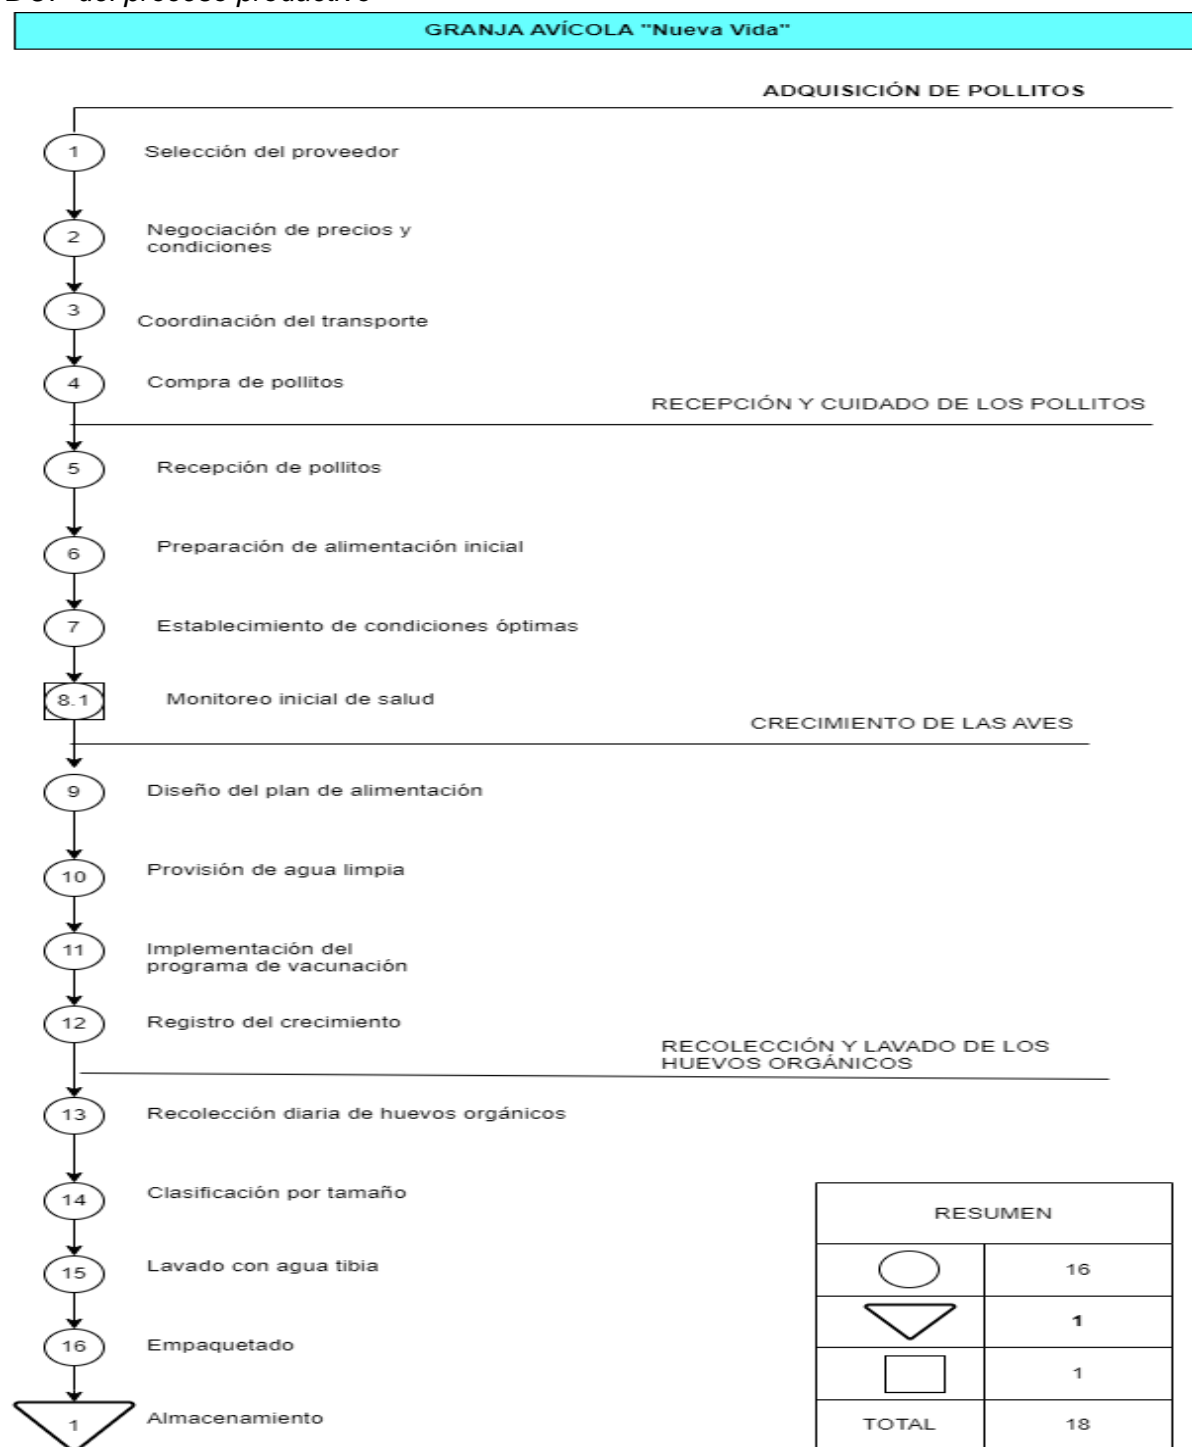 DOP del proceso productivo
GRANJA AVÍCOLA "Nueva Vida"
ADQUISICIÓN DE POLLITOS
1 Selección del proveedor
2 Negociación de precios y
condiciones
3 Coordinación del transporte
4 Compra de pollitos
RECEPCIÓN Y CUIDADO DE LOS POLLITOS
5 Recepción de pollitos
6 Preparación de alimentación inicial
7 Establecimiento de condiciones óptimas
8.1 Monitoreo inicial de salud
CRECIMIENTO DE LAS AVES
9 Diseño del plan de alimentación
10 Provisión de agua limpia
11 Implementación del
programa de vacunación
12 Registro del crecimiento
RECOLECCIÓN Y LAVADO DE LOS
HUEVOS ORGÁNICOS
13 Recolección diaria de huevos orgánicos
14 Clasificación por tamaño
15 Lavado con agua tibia
16 Empaquetado
1 Almacenamiento
RESUMEN
16
1
1
TOTAL 18